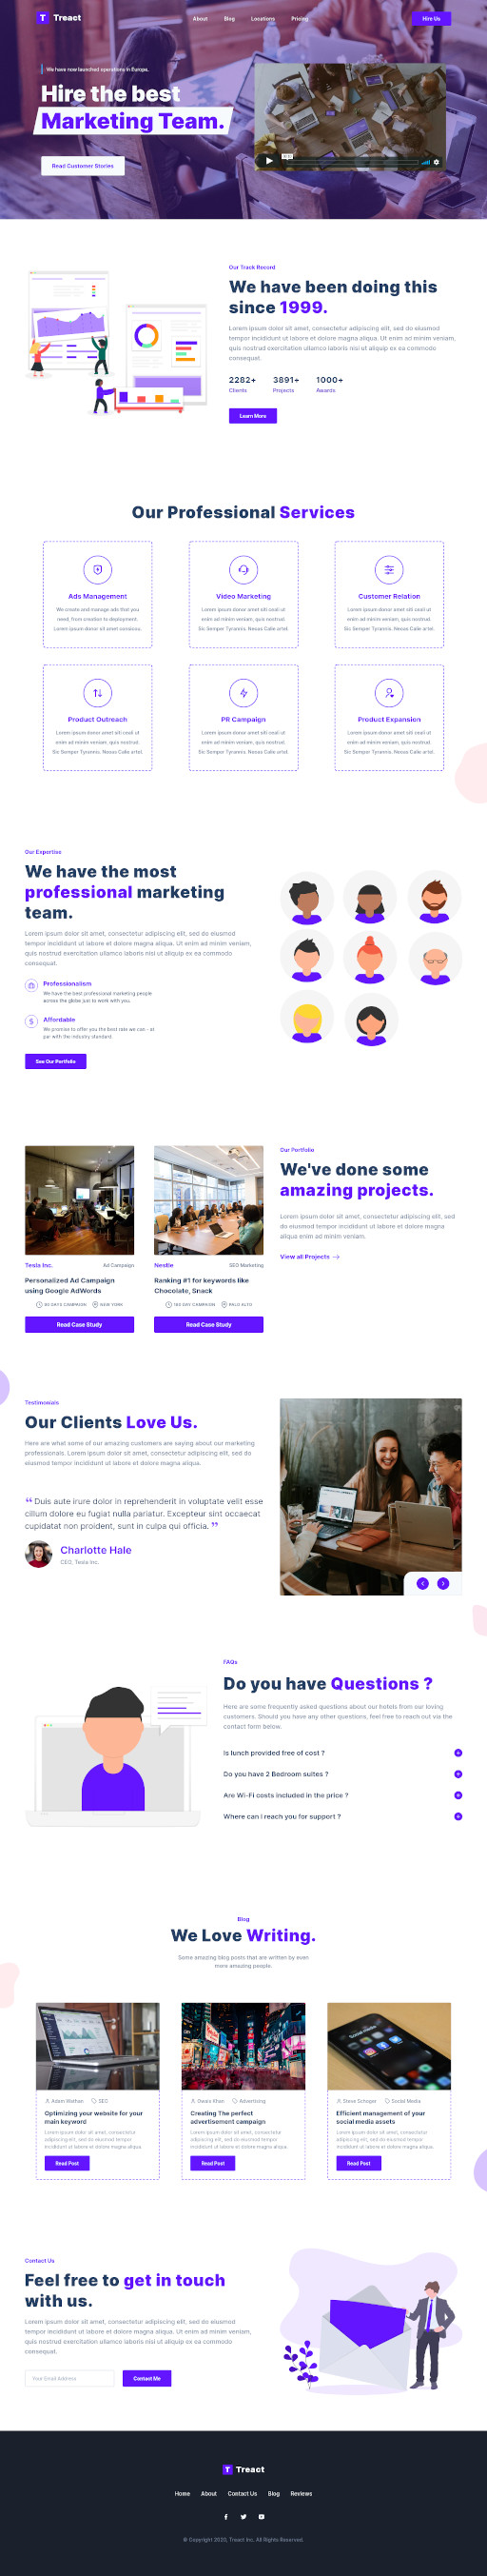 Treact
About Blog Locations Pricing
Hire Us
We have now launched operations in Europe.
Hire the best
Marketing Team.
Read Customer Stories
Our Track Record
We have been doing this
since 1999.
Lorem ipsum dolor sit amet, consectetur adipiscing elit, sed do eiusmod
tempor incididunt ut labore et dolore magna aliqua. Ut enim ad minim veniam,
quis nostrud exercitation ullamco laboris nisi ut aliquip ex ea commodo
consequat.
2282+ 3891+ 1000+
Clients Projects Awards
Learn More
Our Professional Services
Ads Management
We create and manage ads that you
need, from creation to deployment.
Lorem ipsum donor sit amet consecou.
Video Marketing
Lorem ipsum donor amet siti ceali ut
enim ad minim veniam, quis nostrud.
Sic Semper Tyrannis. Neoas Calie artel.
Customer Relation
Lorem ipsum donor amet siti ceali ut
enim ad minim veniam, quis nostrud.
Sic Semper Tyrannis. Neoas Calie artel.
Product Outreach
Lorem ipsum donor amet siti ceali ut
enim ad minim veniam, quis nostrud.
Sic Semper Tyrannis. Neoas Calie artel.
PR Campaign
Lorem ipsum donor amet siti ceali ut
enim ad minim veniam, quis nostrud.
Sic Semper Tyrannis. Neoas Calie artel.
Product Expansion
Lorem ipsum donor amet siti ceali ut
enim ad minim veniam, quis nostrud.
Sic Semper Tyrannis. Neoas Calie artel.
Our Expertise
We have the most
professional marketing
team.
Lorem ipsum dolor sit amet, consectetur adipiscing elit, sed do eiusmod
tempor incididunt ut labore et dolore magna aliqua. Ut enim ad minim veniam,
quis nostrud exercitation ullamco laboris nisi ut aliquip ex ea commodo
consequat.
Professionalism
We have the best professional marketing people
across the globe just to work with you.
Affordable
We promise to offer you the best rate we can - at
par with the industry standard.
See Our Portfolio
Tesla Inc. Ad Campaign
Personalized Ad Campaign
using Google AdWords
90 DAYS CAMPAIGN NEW YORK
Read Case Study
Nestle SEO Marketing
Ranking #1 for keywords like
Chocolate, Snack
180 DAY CAMPAIGN PALO ALTO
Read Case Study
Our Portfolio
We've done some
amazing projects.
Lorem ipsum dolor sit amet, consectetur adipiscing elit, sed
do eiusmod tempor incididunt ut labore et dolore magna
aliqua enim ad minim veniam.
View all Projects
Testimonials
Our Clients Love Us.
Here are what some of our amazing customers are saying about our marketing
professionals. Lorem ipsum dolor sit amet, consectetur adipiscing elit, sed do
eiusmod tempor incididunt ut labore et dolore magna aliqua.
“ Duis aute irure dolor in reprehenderit in voluptate velit esse
cillum dolore eu fugiat nulla pariatur. Excepteur sint occaecat
cupidatat non proident, sunt in culpa qui officia. ”
Charlotte Hale
CEO, Tesla Inc.
FAQs
Do you have Questions ?
Here are some frequently asked questions about our hotels from our loving
customers. Should you have any other questions, feel free to reach out via the
contact form below.
Is lunch provided free of cost ?
Do you have 2 Bedroom suites ?
Are Wi-Fi costs included in the price ?
Where can I reach you for support ?
Blog
We Love Writing.
Some amazing blog posts that are written by even
more amazing people.
Adam Wathan SEO
Optimizing your website for your
main keyword
Lorem ipsum dolor sit amet, consectetur
adipiscing elit, sed do eiusmod tempor
incididunt ut labore et dolore magna aliqua.
Read Post
Owais Khan Advertising
Creating The perfect
advertisement campaign
Lorem ipsum dolor sit amet, consectetur
adipiscing elit, sed do eiusmod tempor
incididunt ut labore et dolore magna aliqua.
Read Post
Steve Schoger Social Media
Efficient management of your
social media assets
Lorem ipsum dolor sit amet, consectetur
adipiscing elit, sed do eiusmod tempor
incididunt ut labore et dolore magna aliqua.
Read Post
Contact Us
Feel free to get in touch
with us.
Lorem ipsum dolor sit amet, consectetur adipiscing elit, sed do eiusmod
tempor incididunt ut labore et dolore magna aliqua. Ut enim ad minim veniam,
quis nostrud exercitation ullamco laboris nisi ut aliquip ex ea commodo
consequat.
Your Email Address
Contact Me
Treact
Home About Contact Us Blog Reviews
© Copyright 2020, Treact Inc. All Rights Reserved.